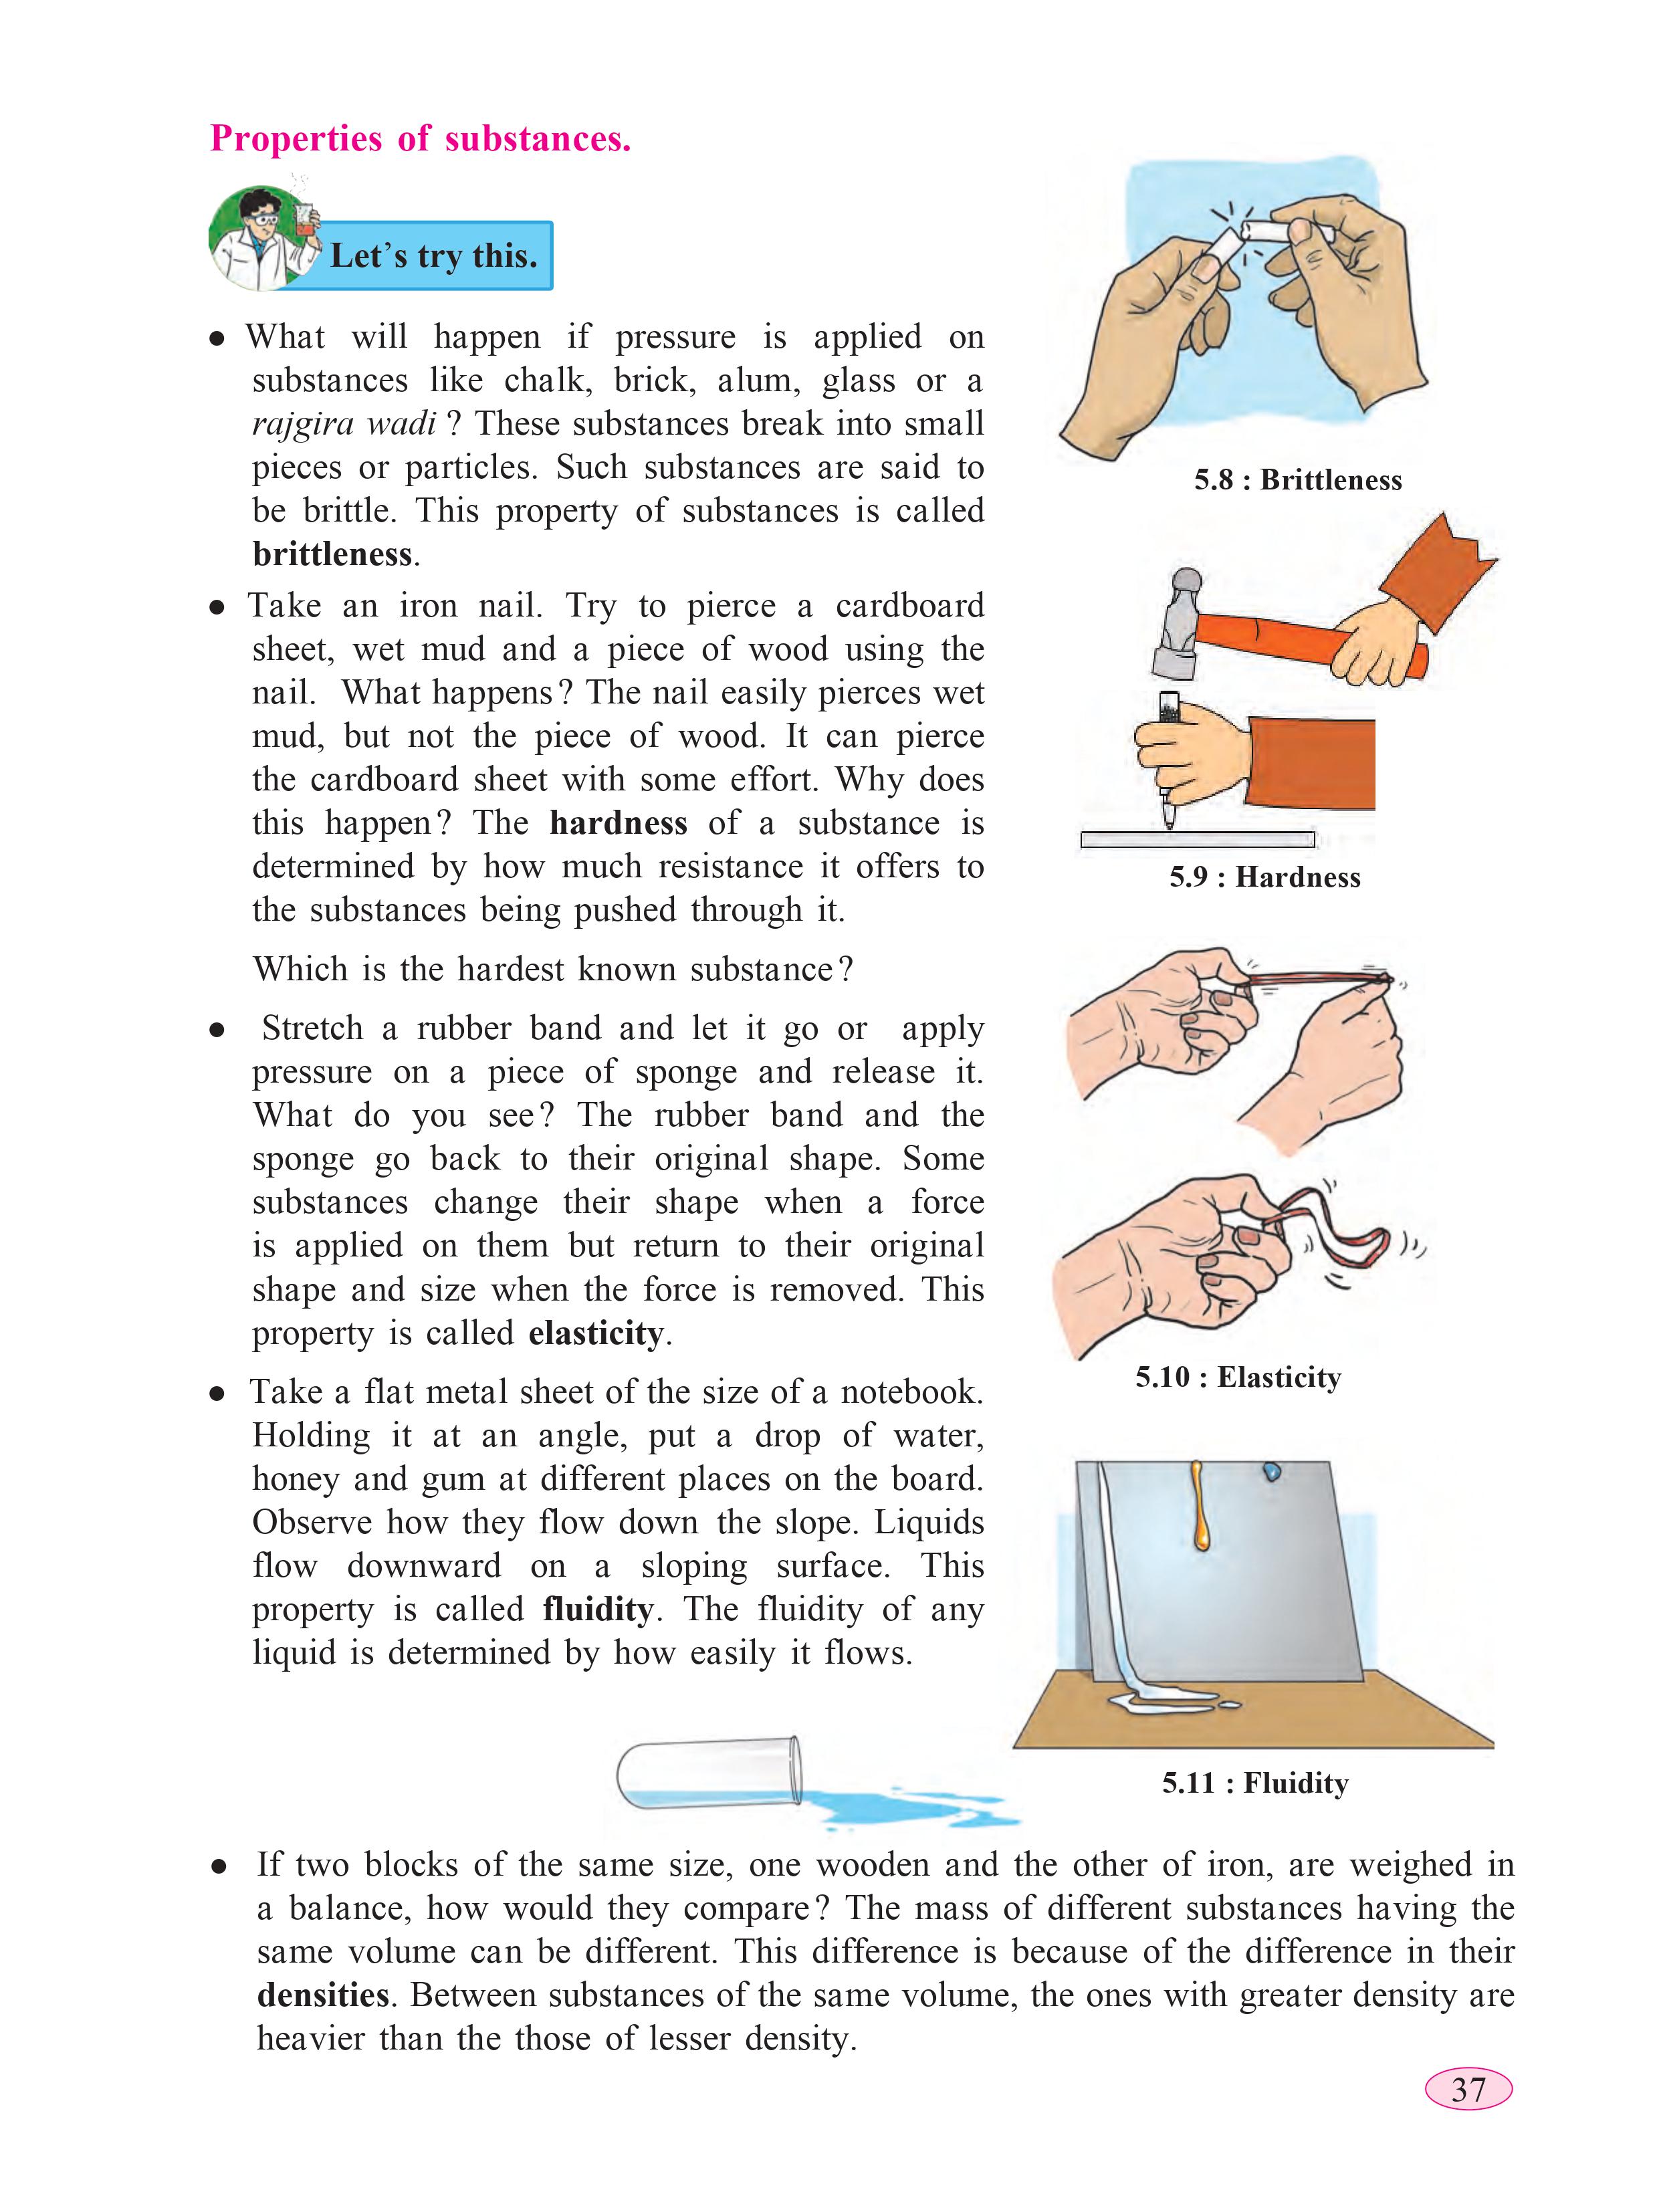 Properties of substances.
Let's try this.
● What will happen if pressure is applied on
substances like chalk, brick, alum, glass or a
rajgira wadi ? These substances break into small
pieces or particles. Such substances are said to
be brittle. This property of substances is called
brittleness.
● Take an iron nail. Try to pierce a cardboard
sheet, wet mud and a piece of wood using the
nail. What happens? The nail easily pierces wet
mud, but not the piece of wood. It can pierce
the cardboard sheet with some effort. Why does
this happen? The hardness of a substance is
determined by how much resistance it offers to
the substances being pushed through it.
Which is the hardest known substance?
● Stretch a rubber band and let it go or apply
pressure on a piece of sponge and release it.
What do you see? The rubber band and the
sponge go back to their original shape. Some
substances change their shape when a force
is applied on them but return to their original
shape and size when the force is removed. This
property is called elasticity.
● Take a flat metal sheet of the size of a notebook.
Holding it at an angle, put a drop of water,
honey and gum at different places on the board.
Observe how they flow down the slope. Liquids
flow downward on a sloping surface. This
property is called fluidity. The fluidity of any
liquid is determined by how easily it flows.
5.8 : Brittleness
5.9 : Hardness
5.10 : Elasticity
5.11 : Fluidity
● If two blocks of the same size, one wooden and the other of iron, are weighed in
a balance, how would they compare? The mass of different substances having the
same volume can be different. This difference is because of the difference in their
densities. Between substances of the same volume, the ones with greater density are
heavier than the those of lesser density.
37